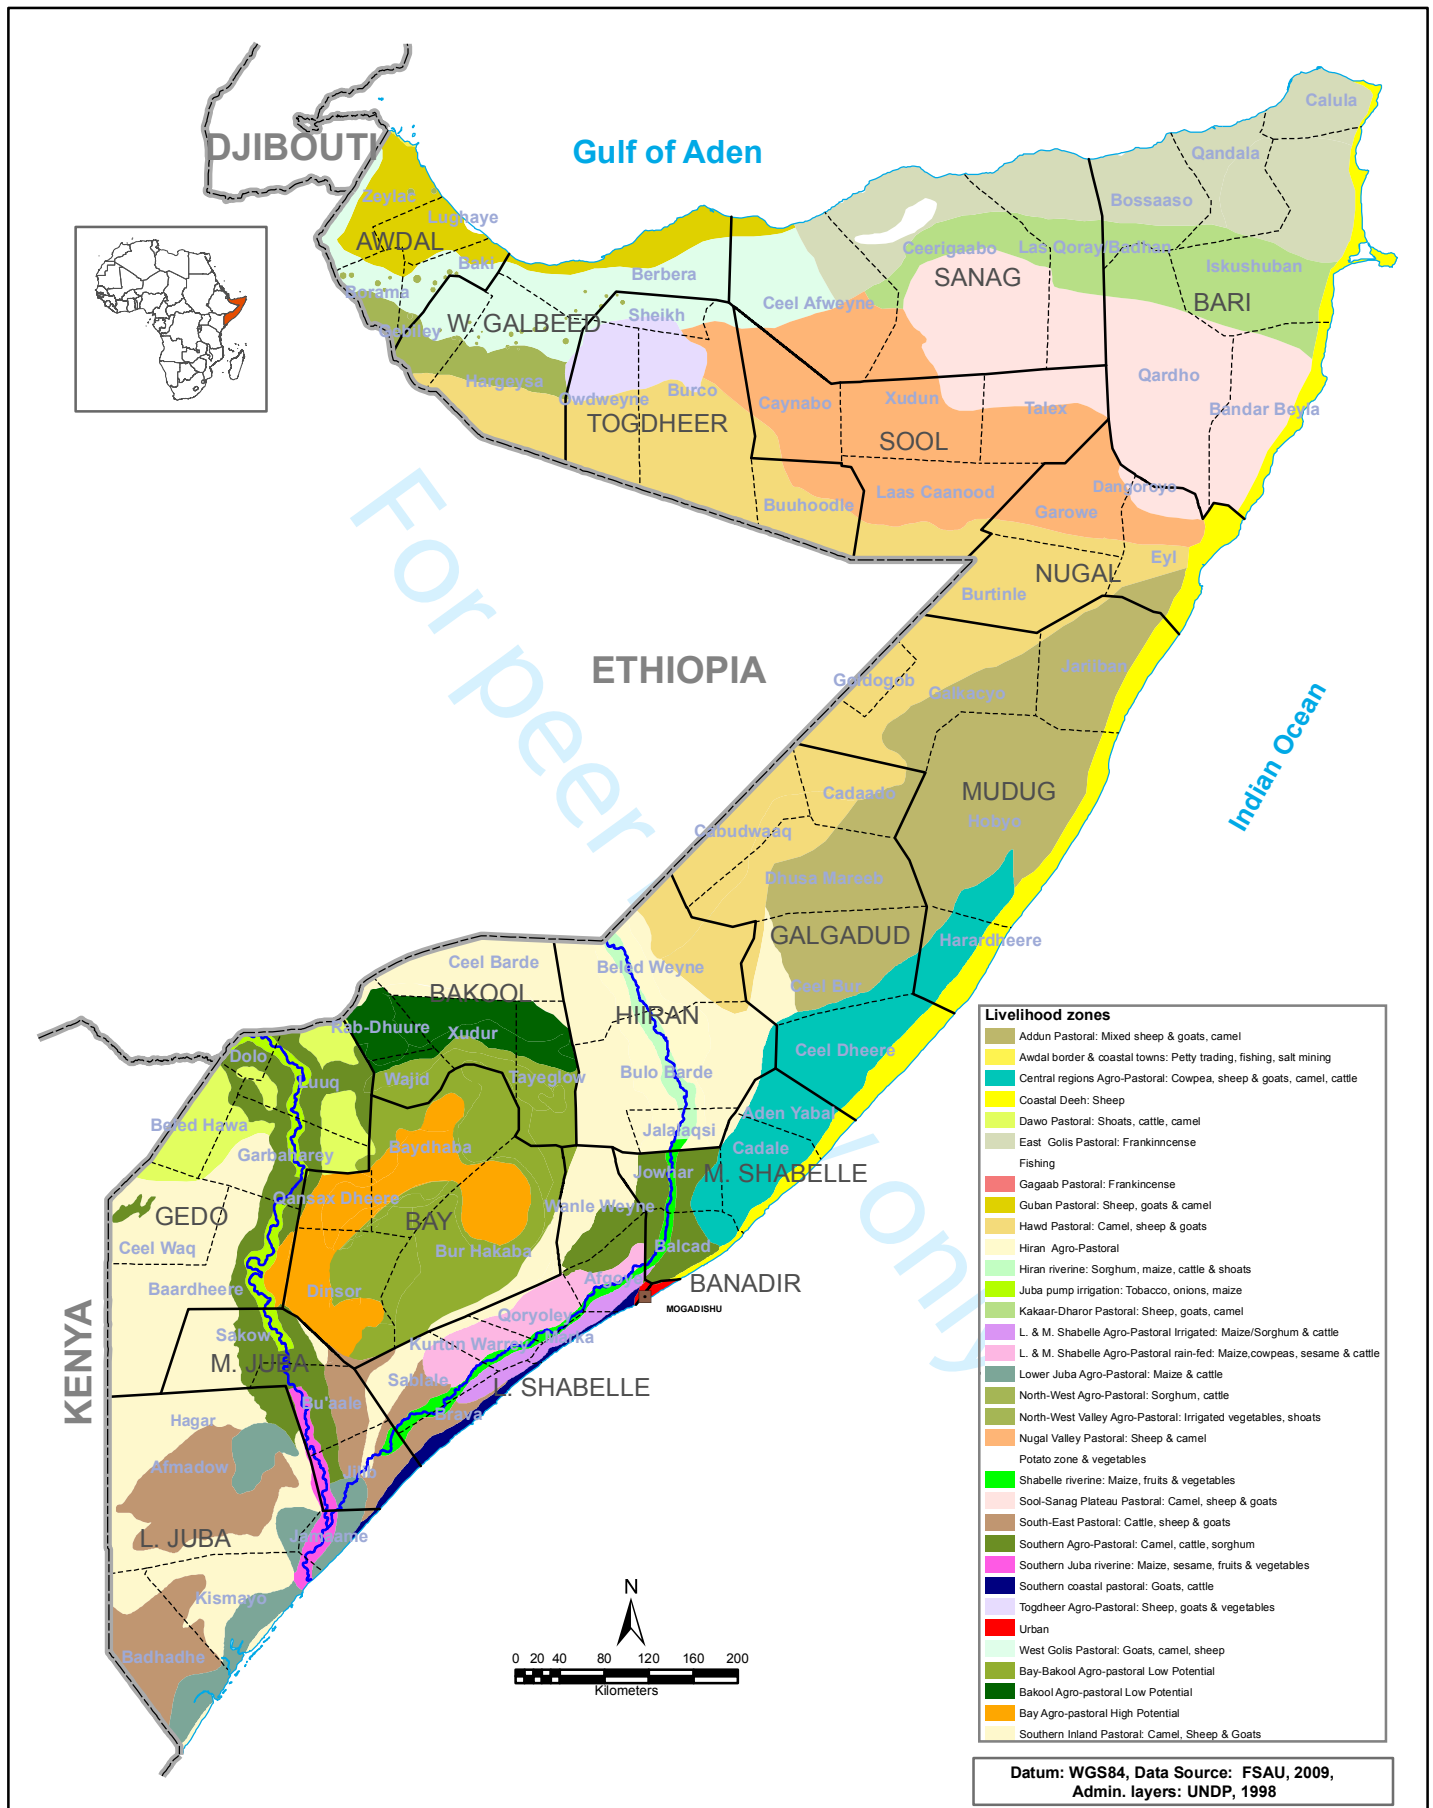 DJIBOUTI
Gulf of Aden
Calula
Qandala
Bossaaso
Zeylac
Lughaye
AWDAL
Baki
Borama
Berbera
Ceerigaabo
Las Qoray/Badhan
Iskushuban
SANAG
BARI
Ceel Afweyne
Sheikh
W. GALBEED
Gebiley
Hargeysa
Owdweyne
Burco
TOGDHEER
Caynabo
Xudun
Talex
Qardho
Bandar Beyla
SOOL
Buuhoodle
Laas Caanood
Garowe
Dangoroyo
Eyl
NUGAL
Burtinle
ETHIOPIA
Goldogob
Galkacyo
Jariiban
Indian Ocean
MUDUG
Hobyo
Cadaado
Cabudwaaq
Dhusa Mareeb
GALGADUD
Harardheere
Ceel Bur
Ceel Barde
BAKOOL
Beled Weyne
HIIRAN
Rab-Dhuure
Xudur
Dolo
Luuq
Wajid
Tayeglow
Bulo Barde
Ceel Dheere
Beled Hawa
Garbaharey
Baydhaba
Jalalaqsi
Aden Yabal
Cadale
Jowhar
M. SHABELLE
Qansax Dheere
Wanle Weyne
GEDO
BAY
Ceel Waq
Bur Hakaba
Balcad
Baardheere
Dinsor
Afgoye
BANADIR
MOGADISHU
Qoryoley
Sakow
Kurtun Warrey
Marka
M. JUBA
Sablale
L. SHABELLE
Bu'aale
Brava
KENYA
Hagar
Afmadow
Jilib
L. JUBA
Jamaame
Kismayo
Badhadhe
For peer
only
N
0 20 40 80 120 160 200
Kilometers
Livelihood zones
Addun Pastoral: Mixed sheep & goats, camel
Awdal border & coastal towns: Petty trading, fishing, salt mining
Central regions Agro-Pastoral: Cowpea, sheep & goats, camel, cattle
Coastal Deeh: Sheep
Dawo Pastoral: Shoats, cattle, camel
East Golis Pastoral: Frankinncense
Fishing
Gagaab Pastoral: Frankincense
Guban Pastoral: Sheep, goats & camel
Hawd Pastoral: Camel, sheep & goats
Hiran Agro-Pastoral
Hiran riverine: Sorghum, maize, cattle & shoats
Juba pump irrigation: Tobacco, onions, maize
Kakaar-Dharor Pastoral: Sheep, goats, camel
L. & M. Shabelle Agro-Pastoral Irrigated: Maize/Sorghum & cattle
L. & M. Shabelle Agro-Pastoral rain-fed: Maize,cowpeas, sesame & cattle
Lower Juba Agro-Pastoral: Maize & cattle
North-West Agro-Pastoral: Sorghum, cattle
North-West Valley Agro-Pastoral: Irrigated vegetables, shoats
Nugal Valley Pastoral: Sheep & camel
Potato zone & vegetables
Shabelle riverine: Maize, fruits & vegetables
Sool-Sanag Plateau Pastoral: Camel, sheep & goats
South-East Pastoral: Cattle, sheep & goats
Southern Agro-Pastoral: Camel, cattle, sorghum
Southern Juba riverine: Maize, sesame, fruits & vegetables
Southern coastal pastoral: Goats, cattle
Togdheer Agro-Pastoral: Sheep, goats & vegetables
Urban
West Golis Pastoral: Goats, camel, sheep
Bay-Bakool Agro-pastoral Low Potential
Bakool Agro-pastoral Low Potential
Bay Agro-pastoral High Potential
Southern Inland Pastoral: Camel, Sheep & Goats
Datum: WGS84, Data Source: FSAU, 2009,
Admin. layers: UNDP, 1998